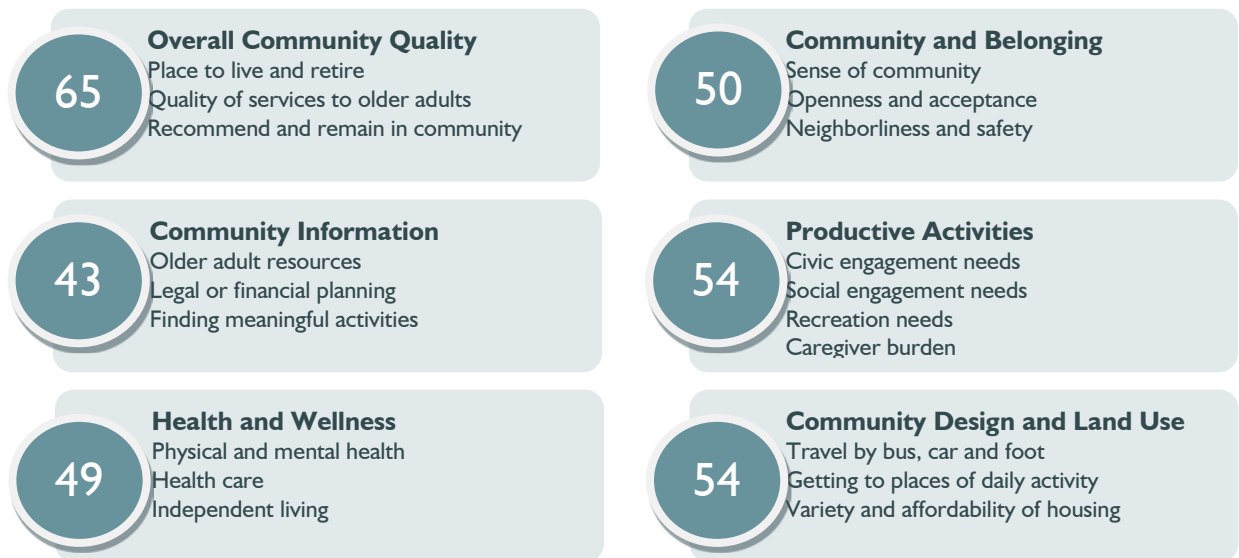 65
Overall Community Quality
Place to live and retire
Quality of services to older adults
Recommend and remain in community
50
Community and Belonging
Sense of community
Openness and acceptance
Neighborliness and safety
43
Community Information
Older adult resources
Legal or financial planning
Finding meaningful activities
54
Productive Activities
Civic engagement needs
Social engagement needs
Recreation needs
Caregiver burden
49
Health and Wellness
Physical and mental health
Health care
Independent living
54
Community Design and Land Use
Travel by bus, car and foot
Getting to places of daily activity
Variety and affordability of housing